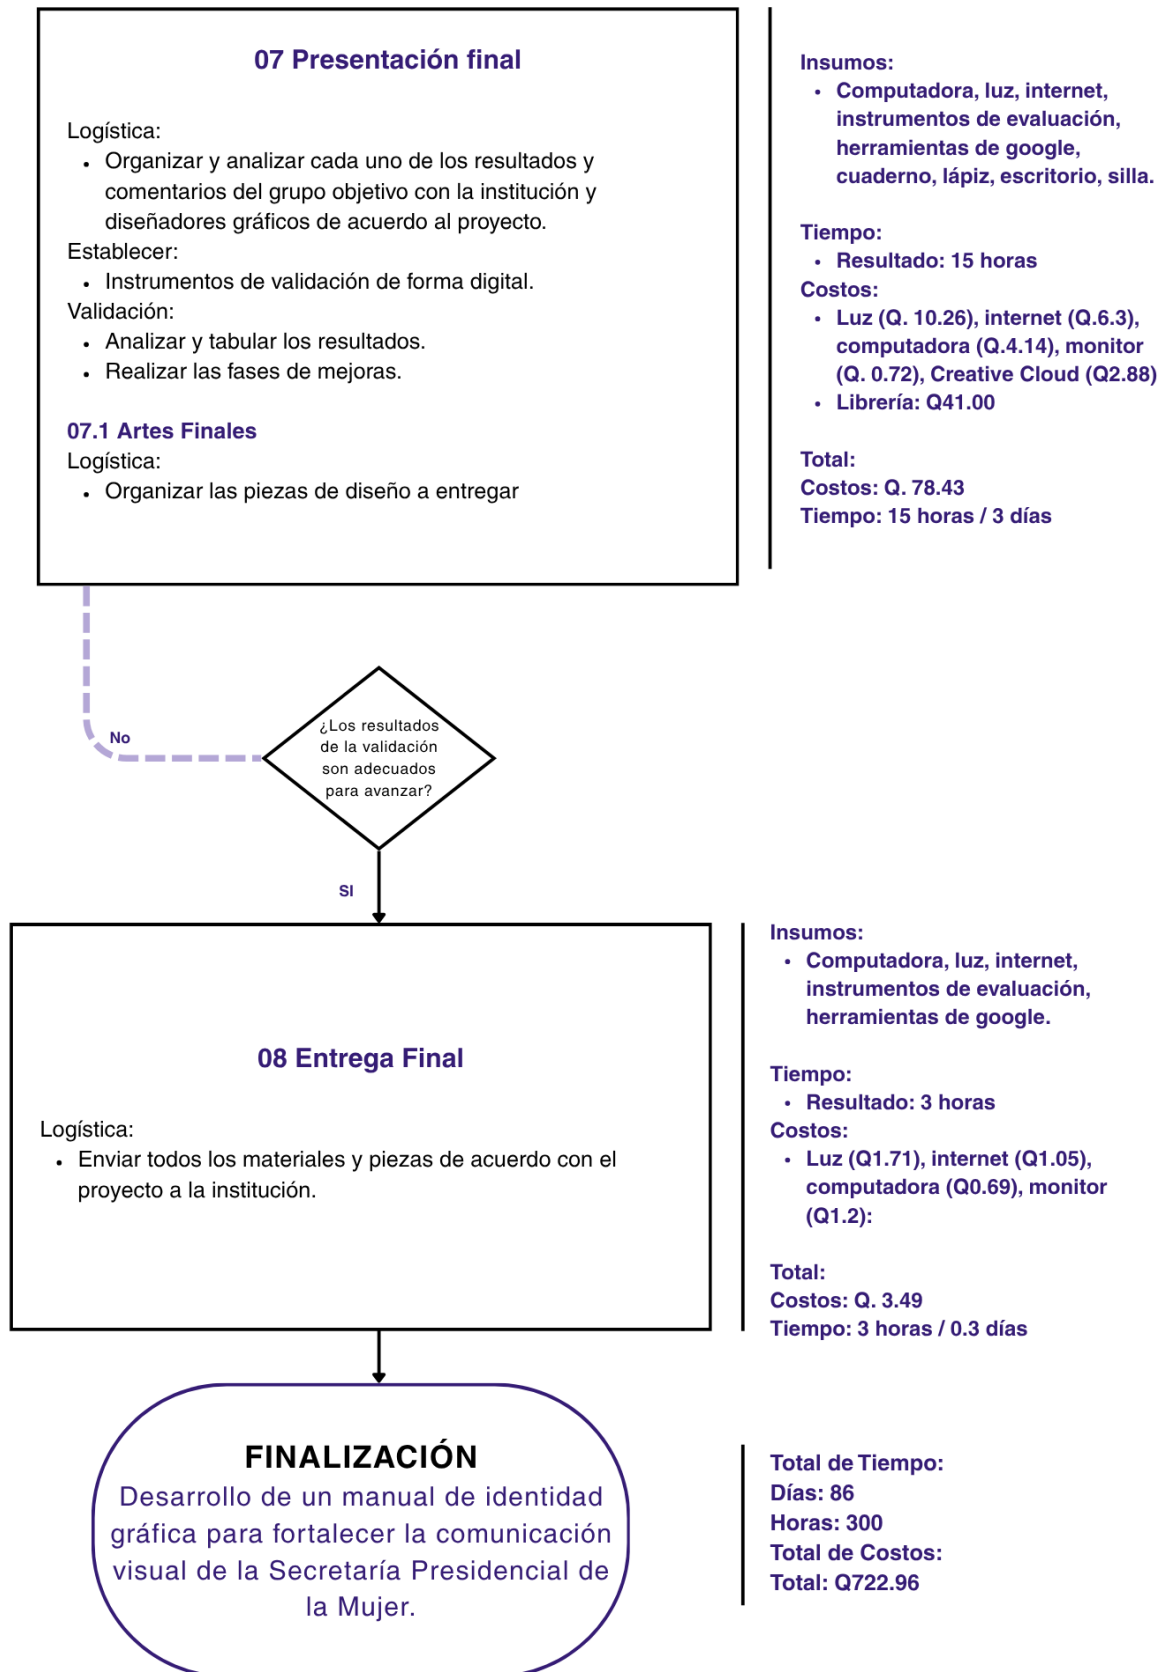 07 Presentación final
Logística:
• Organizar y analizar cada uno de los resultados y
comentarios del grupo objetivo con la institución y
diseñadores gráficos de acuerdo al proyecto.
Establecer:
• Instrumentos de validación de forma digital.
Validación:
• Analizar y tabular los resultados.
• Realizar las fases de mejoras.
07.1 Artes Finales
Logística:
• Organizar las piezas de diseño a entregar
Insumos:
• Computadora, luz, internet,
instrumentos de evaluación,
herramientas de google,
cuaderno, lápiz, escritorio, silla.
Tiempo:
• Resultado: 15 horas
Costos:
• Luz (Q. 10.26), internet (Q.6.3),
computadora (Q.4.14), monitor
(Q. 0.72), Creative Cloud (Q2.88)
• Librería: Q41.00
Total:
Costos: Q. 78.43
Tiempo: 15 horas / 3 días
No
¿Los resultados
de la validación
son adecuados
para avanzar?
SI
08 Entrega Final
Logística:
• Enviar todos los materiales y piezas de acuerdo con el
proyecto a la institución.
Insumos:
• Computadora, luz, internet,
instrumentos de evaluación,
herramientas de google.
Tiempo:
• Resultado: 3 horas
Costos:
• Luz (Q1.71), internet (Q1.05),
computadora (Q0.69), monitor
(Q1.2):
Total:
Costos: Q. 3.49
Tiempo: 3 horas / 0.3 días
FINALIZACIÓN
Desarrollo de un manual de identidad
gráfica para fortalecer la comunicación
visual de la Secretaría Presidencial de
la Mujer.
Total de Tiempo:
Días: 86
Horas: 300
Total de Costos:
Total: Q722.96